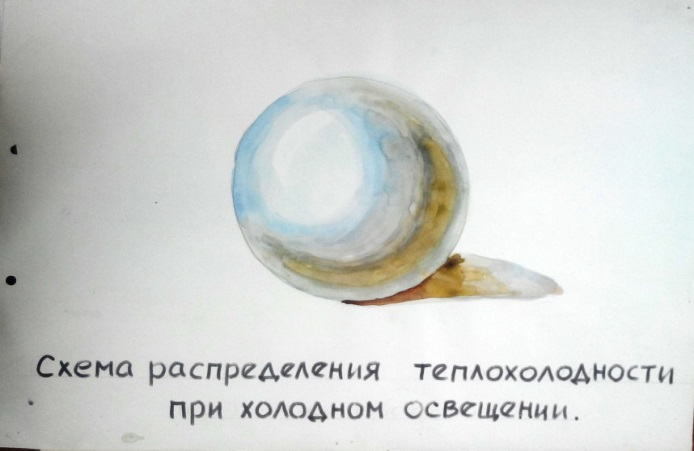 Схема распределения теплохолодности
при холодном освещении.